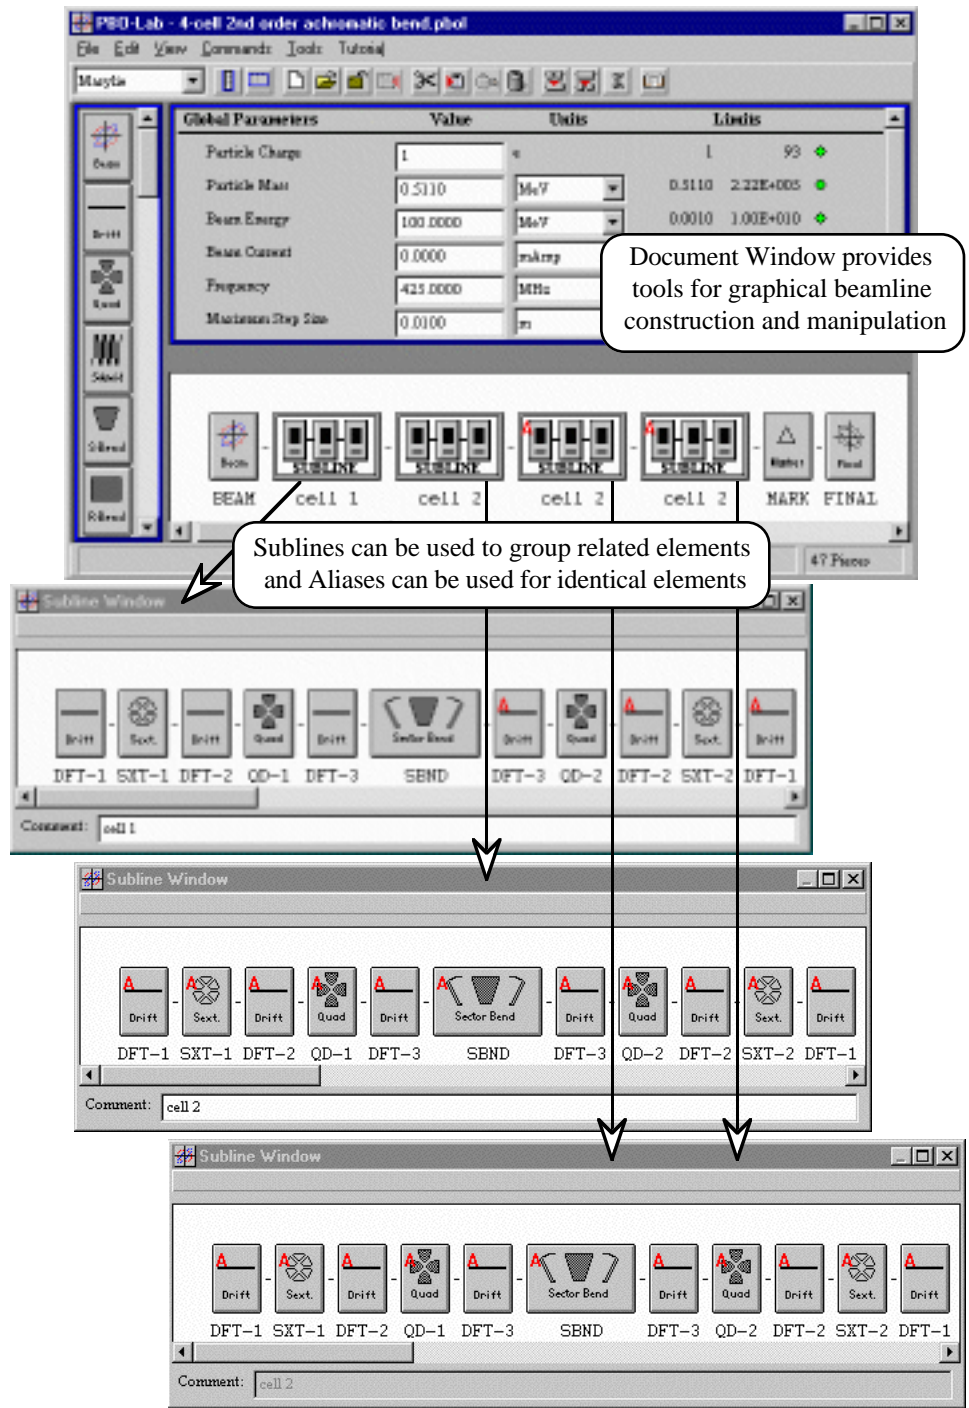 PBO-Lab - 4-cell 2nd order achromatic bend.pbol
File Edit View Commands Tools Tutorial
Marylie
Global Parameters Value Units Limits
Particle Charge 1 e 1 93
Particle Mass 0.5110 MeV 0.5110 2.22E+005
Beam Energy 100.0000 MeV 0.0010 1.00E+010
Beam Current 0.0000 mAmp
Frequency 425.0000 MHz
Maximum Step Size 0.0100 m
Beam
Drift
Quad
Solenoid
S-Bend
R-Bend
Document Window provides
tools for graphical beamline
construction and manipulation
Beam SUBLINE SUBLINE A SUBLINE A SUBLINE Marker Final
BEAM cell 1 cell 2 cell 2 cell 2 MARK FINAL
47 Pieces
Sublines can be used to group related elements
and Aliases can be used for identical elements
Subline Window
A A A A
Drift Sext. Drift Quad Drift Sector Bend Drift Quad Drift Sext. Drift
DFT-1 SXT-1 DFT-2 QD-1 DFT-3 SBND DFT-3 QD-2 DFT-2 SXT-2 DFT-1
Comment: cell 1
Subline Window
A A A A A A A A A A A
Drift Sext. Drift Quad Drift Sector Bend Drift Quad Drift Sext. Drift
DFT-1 SXT-1 DFT-2 QD-1 DFT-3 SBND DFT-3 QD-2 DFT-2 SXT-2 DFT-1
Comment: cell 2
Subline Window
A A A A A A A A A A A
Drift Sext. Drift Quad Drift Sector Bend Drift Quad Drift Sext. Drift
DFT-1 SXT-1 DFT-2 QD-1 DFT-3 SBND DFT-3 QD-2 DFT-2 SXT-2 DFT-1
Comment: cell 2